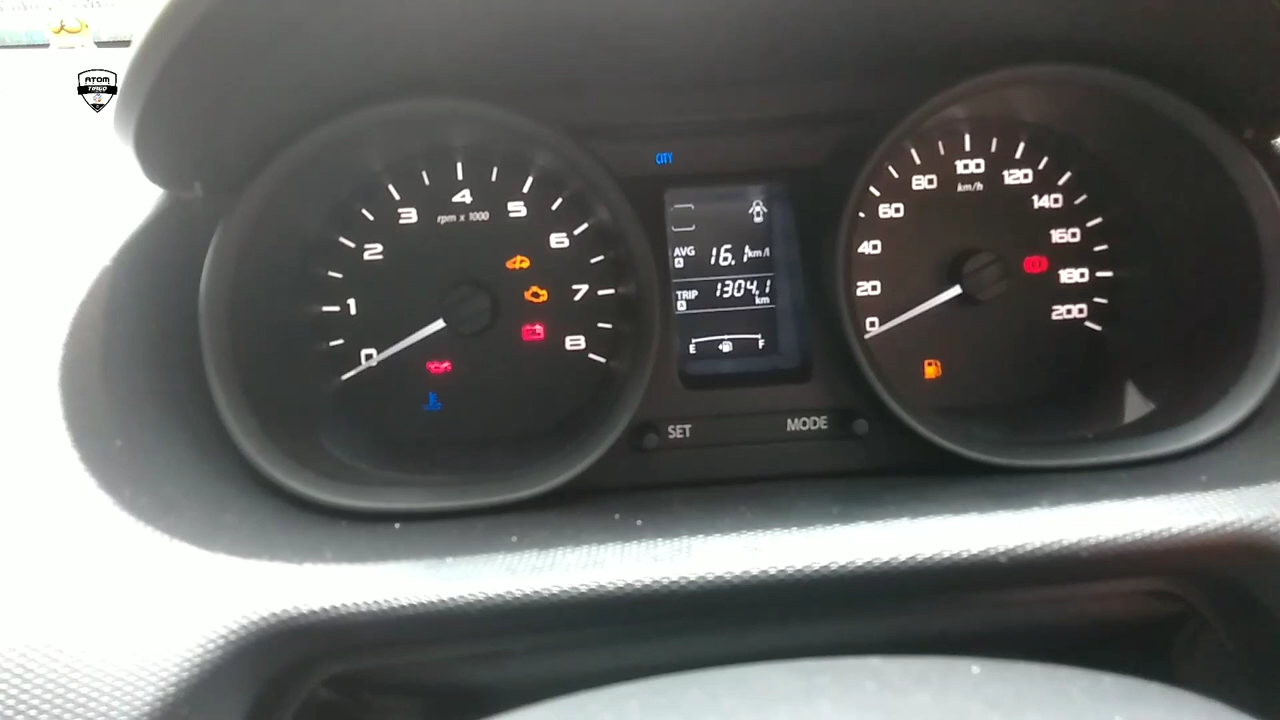 ATOM
TIAGO
CITY
0
1
2
3
4
5
6
7
8
rpm x 1000
AVG
A
16.1 km/l
TRIP
A
1304.1
km
E
F
SET
MODE
0
20
40
60
80
100
120
140
160
180
200
km/h